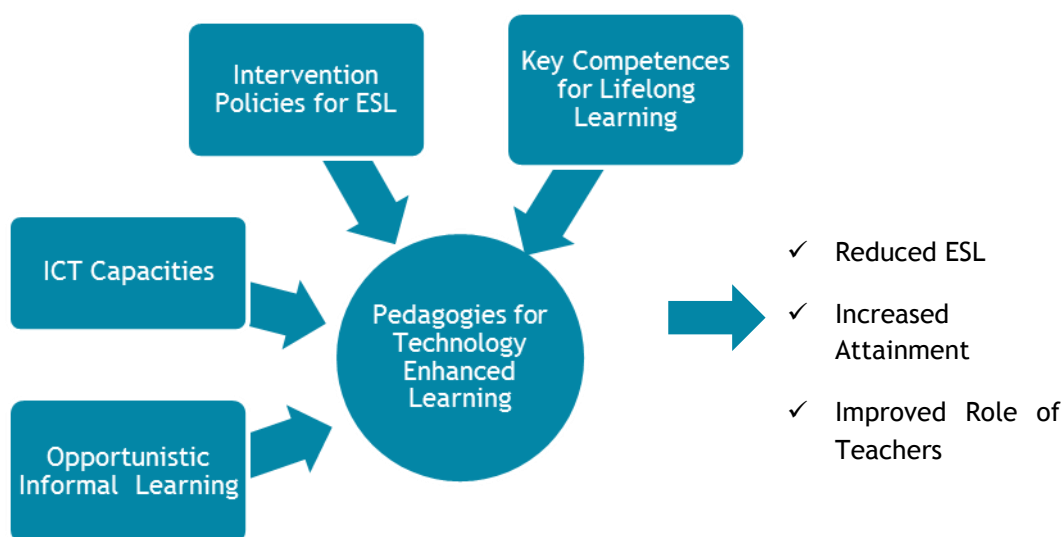 Intervention
Policies for ESL
Key Competences
for Lifelong
Learning
ICT Capacities
Opportunistic
Informal Learning
Pedagogies for
Technology
Enhanced
Learning
✓ Reduced ESL
✓ Increased
Attainment
✓ Improved Role of
Teachers